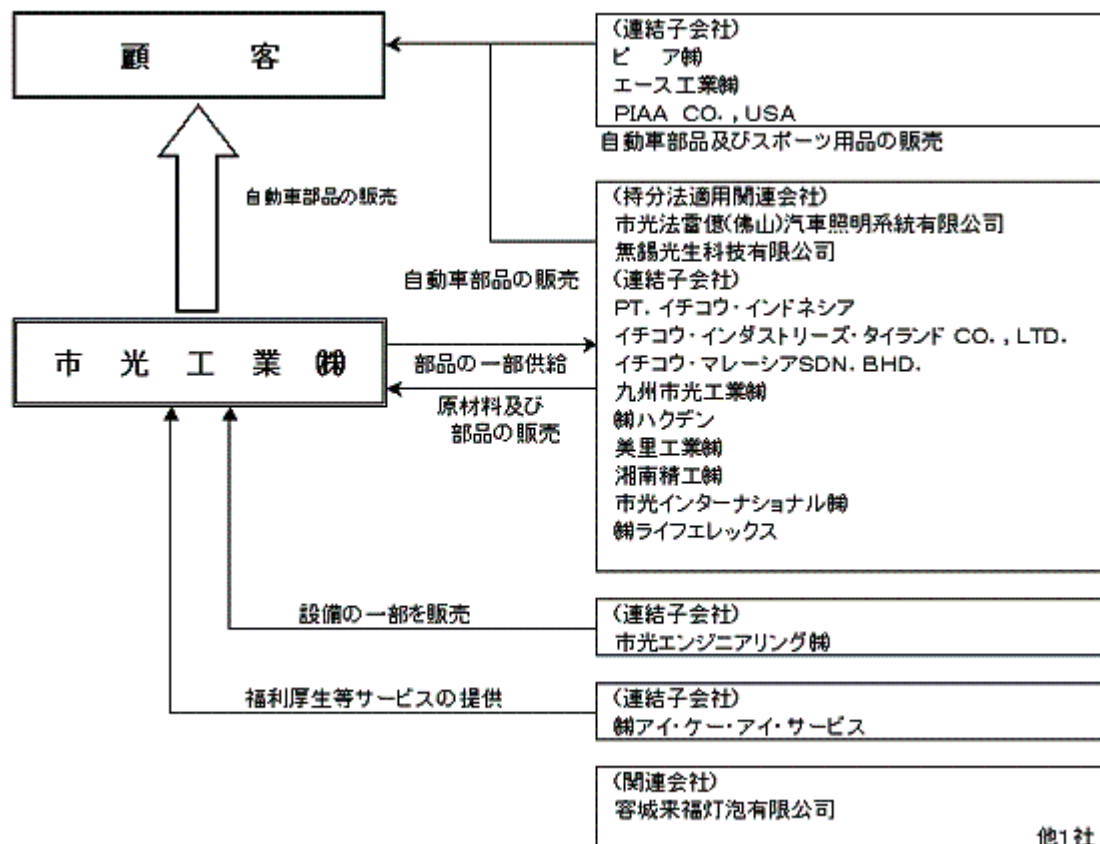 顧 客
(連結子会社)
ピ ア㈱
エース工業㈱
PIAA CO.,USA
自動車部品及びスポーツ用品の販売
自動車部品の販売
(持分法適用関連会社)
市光法雷億(佛山)汽車照明系統有限公司
無錫光生科技有限公司
(連結子会社)
PT.イチコウ・インドネシア
イチコウ・インダストリーズ・タイランド CO.,LTD.
イチコウ・マレーシアSDN.BHD.
九州市光工業㈱
㈱ハクデン
美里工業㈱
湘南精工㈱
市光インターナショナル㈱
㈱ライフエレックス
自動車部品の販売
市 光 工 業 ㈱
部品の一部供給
原材料及び
部品の販売
設備の一部を販売
(連結子会社)
市光エンジニアリング㈱
福利厚生等サービスの提供
(連結子会社)
㈱アイ・ケー・アイ・サービス
(関連会社)
容城来福灯泡有限公司
他1社